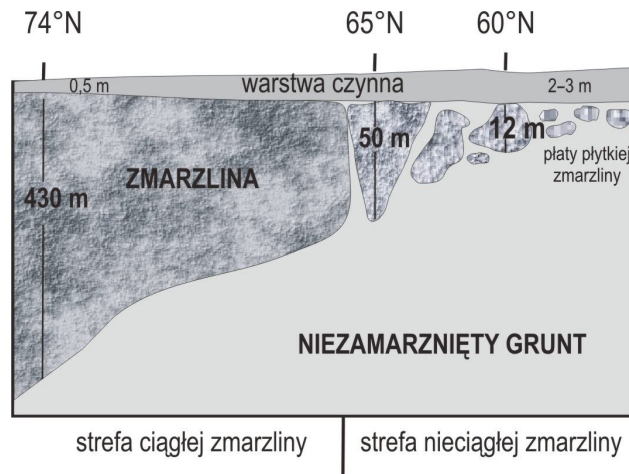 74°N 65°N 60°N
0,5 m warstwa czynna 2–3 m
50 m 12 m
płaty płytkiej
zmarzliny
ZMARZLINA
430 m
NIEZAMARZNIĘTY GRUNT
strefa ciągłej zmarzliny strefa nieciągłej zmarzliny